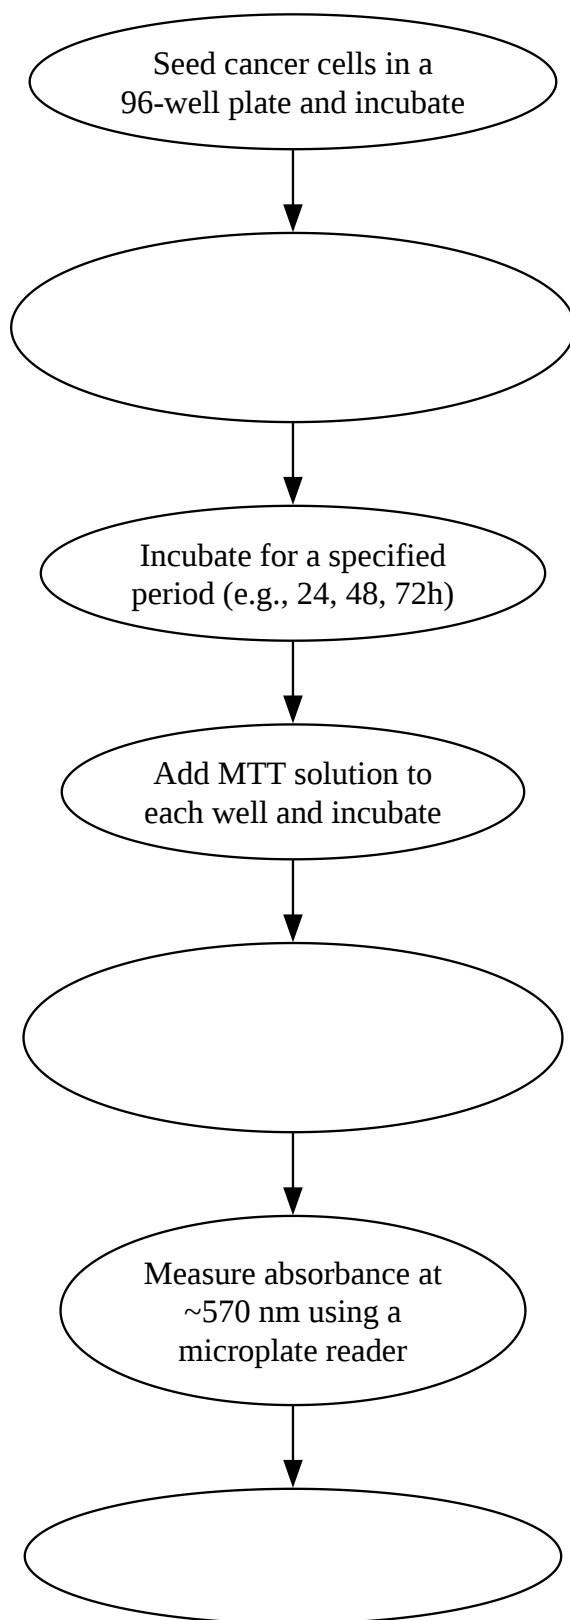 Seed cancer cells in a
96-well plate and incubate
Incubate for a specified
period (e.g., 24, 48, 72h)
Add MTT solution to
each well and incubate
Measure absorbance at
~570 nm using a
microplate reader